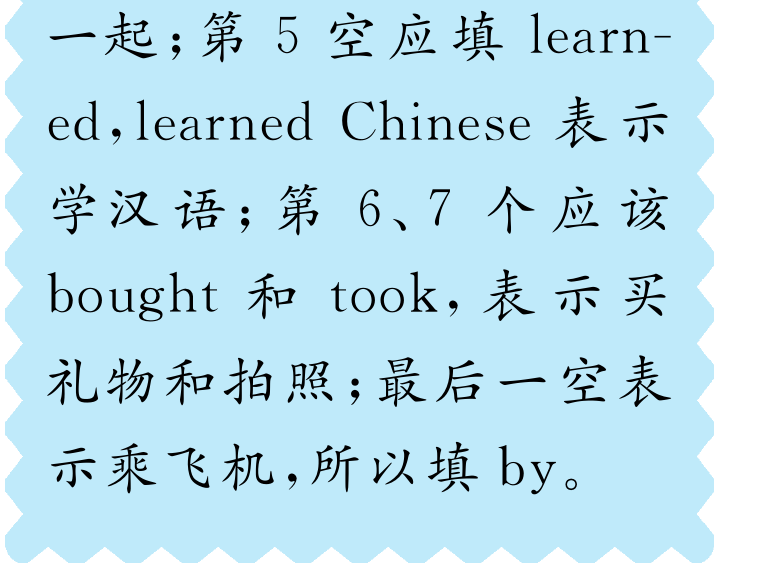 一起;第 5 空应填 learn-
ed,learned Chinese 表示
学汉语;第 6、7 个应该
bought 和 took,表示买
礼物和拍照;最后一空表
示乘飞机,所以填 by。